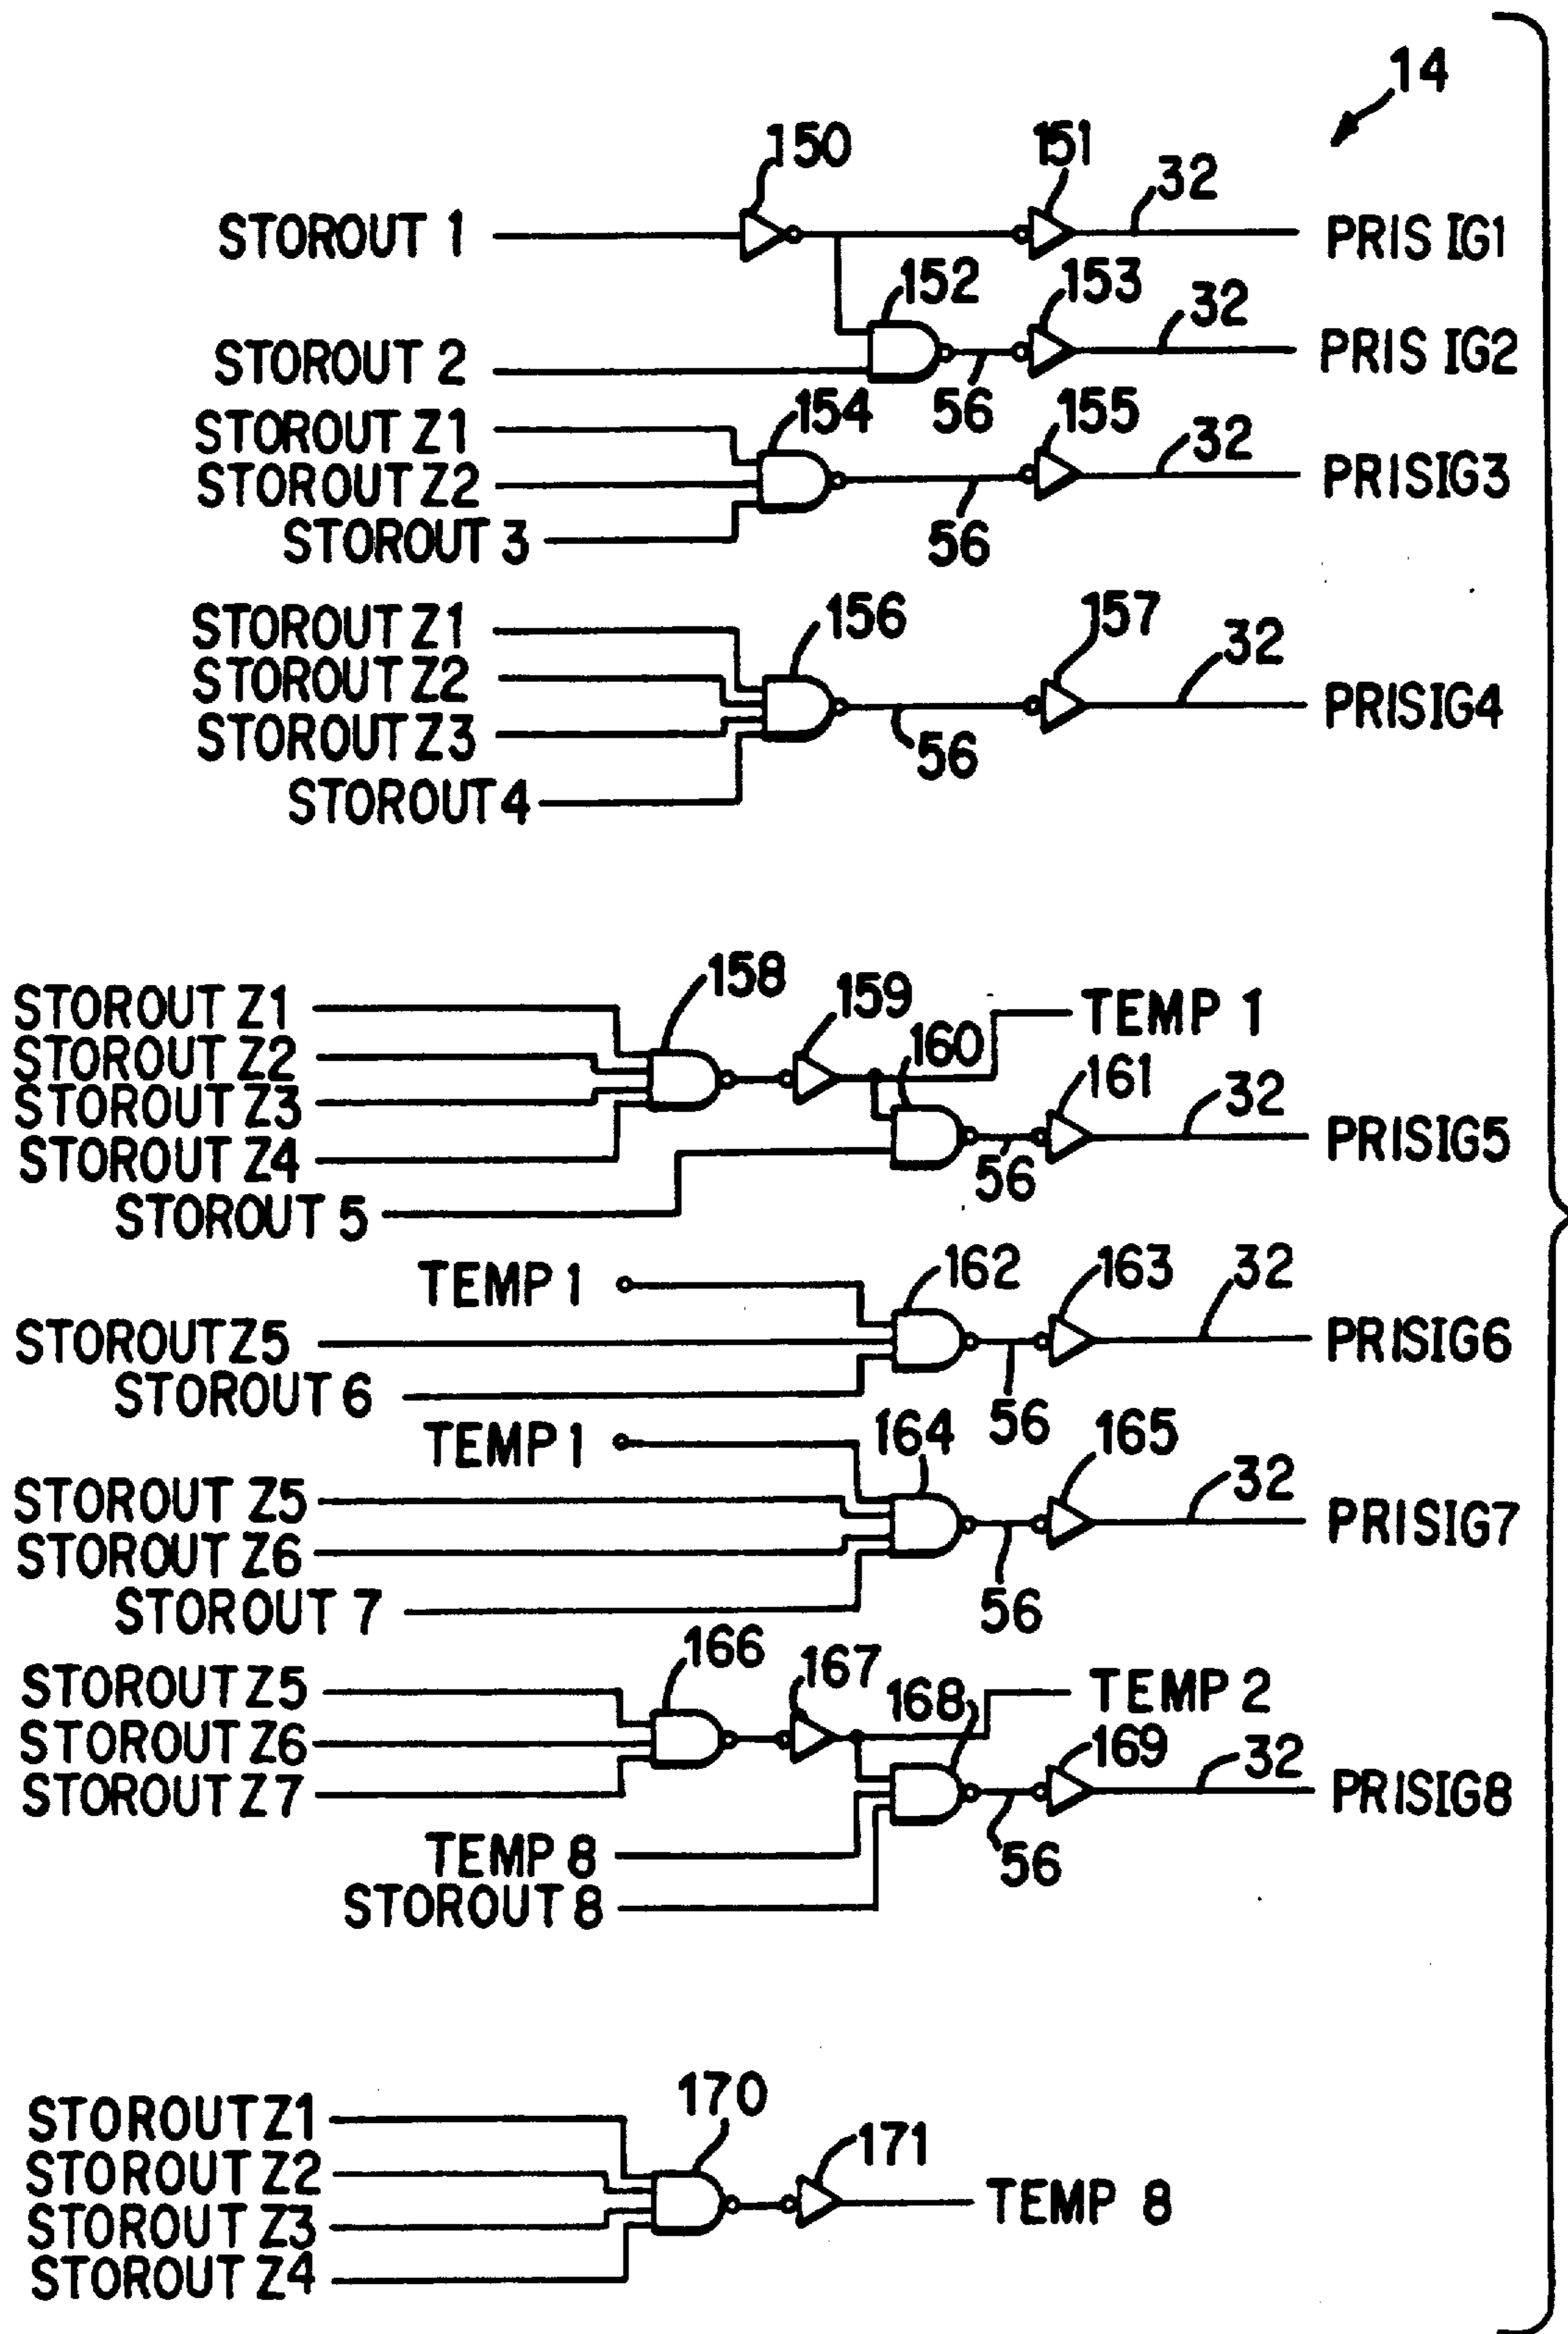 14
150
151
32
STOROUT 1
PRISIG1
152
153
32
STOROUT 2
PRISIG2
56
154
155
32
STOROUT Z1
STOROUT Z2
PRISIG3
STOROUT 3
56
156
157
32
STOROUT Z1
STOROUT Z2
STOROUT Z3
PRISIG4
56
STOROUT 4
158
159
160
TEMP 1
161
32
STOROUT Z1
STOROUT Z2
STOROUT Z3
STOROUT Z4
PRISIG5
56
STOROUT 5
TEMP 1
162
163
32
STOROUT Z5
PRISIG6
STOROUT 6
56
TEMP 1
164
165
32
STOROUT Z5
PRISIG7
STOROUT Z6
STOROUT 7
56
166
167
168
TEMP 2
169
32
STOROUT Z5
STOROUT Z6
STOROUT Z7
PRISIG8
TEMP 8
56
STOROUT 8
170
171
STOROUT Z1
STOROUT Z2
STOROUT Z3
STOROUT Z4
TEMP 8